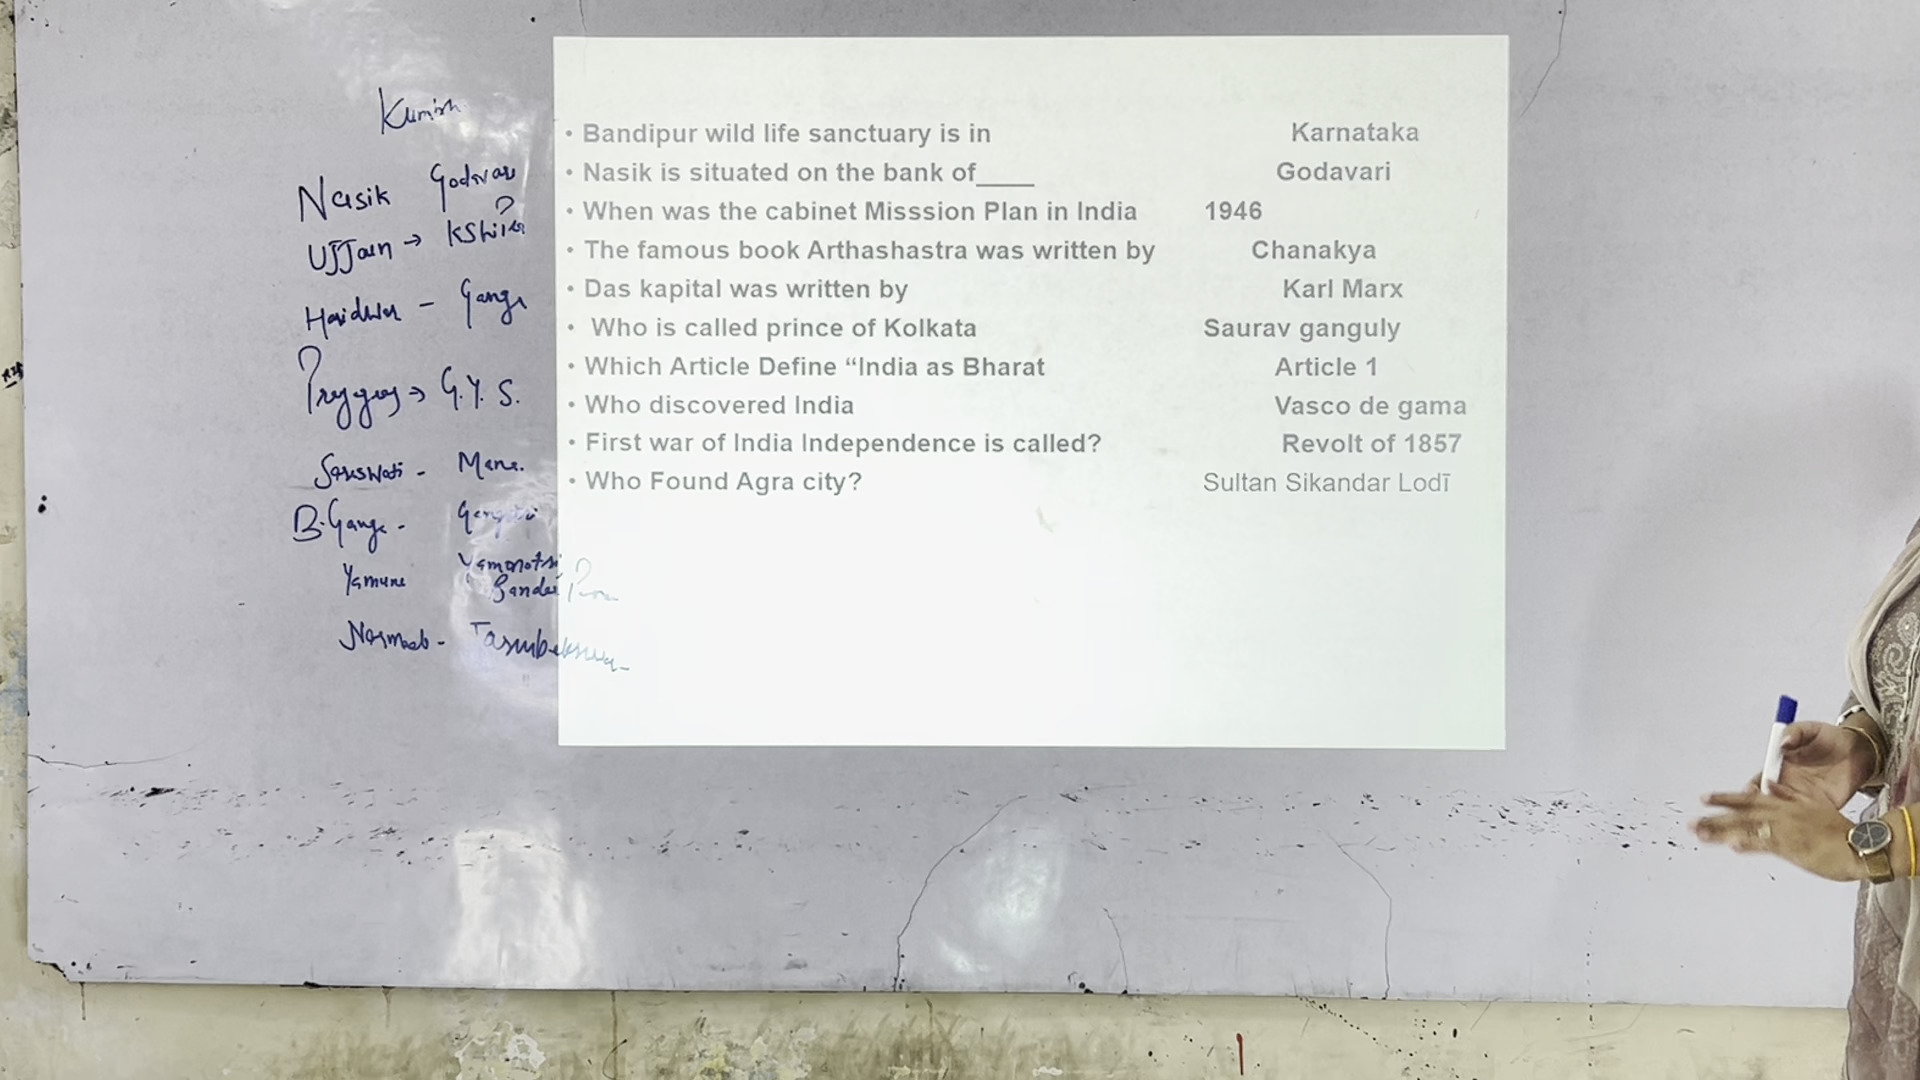 Nasik Godavari
Ujjain → Kshipra
Haridwar - Ganga
→ G.Y.S.
Saraswati - Mana.
B. Ganga - Gangotri
Yamuna Yamonotri
• Bandipur wild life sanctuary is in Karnataka
• Nasik is situated on the bank of____ Godavari
• When was the cabinet Misssion Plan in India 1946
• The famous book Arthashastra was written by Chanakya
• Das kapital was written by Karl Marx
• Who is called prince of Kolkata Saurav ganguly
• Which Article Define “India as Bharat Article 1
• Who discovered India Vasco de gama
• First war of India Independence is called? Revolt of 1857
• Who Found Agra city? Sultan Sikandar Lodī